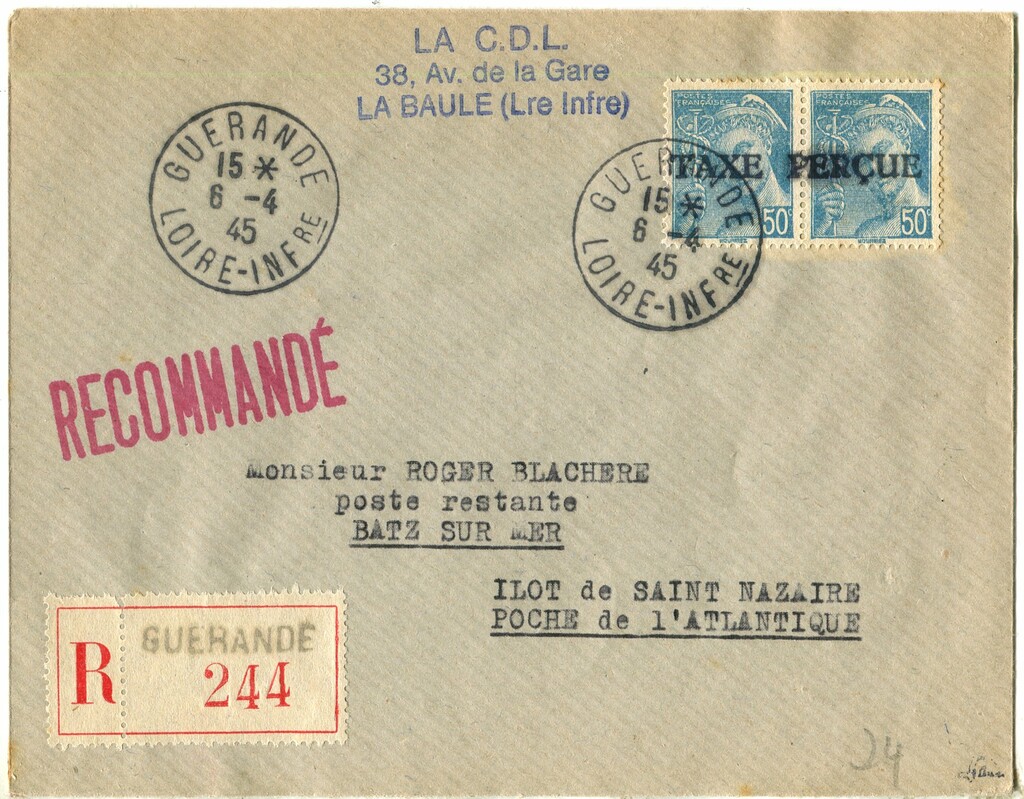 LA C.D.L.
38, Av. de la Gare
LA BAULE (Lre Infre)
POSTES
FRANÇAISES
POSTES
FRANÇAISES
TAXE PERÇUE
50c
50c
GUERANDE
15 *
6 -4
45
LOIRE-INFRE
GUERANDE
15 *
6 -4
45
LOIRE-INFRE
RECOMMANDÉ
Monsieur ROGER BLACHERE
poste restante
BATZ SUR MER
ILOT de SAINT NAZAIRE
POCHE de l'ATLANTIQUE
R
GUERANDE
244